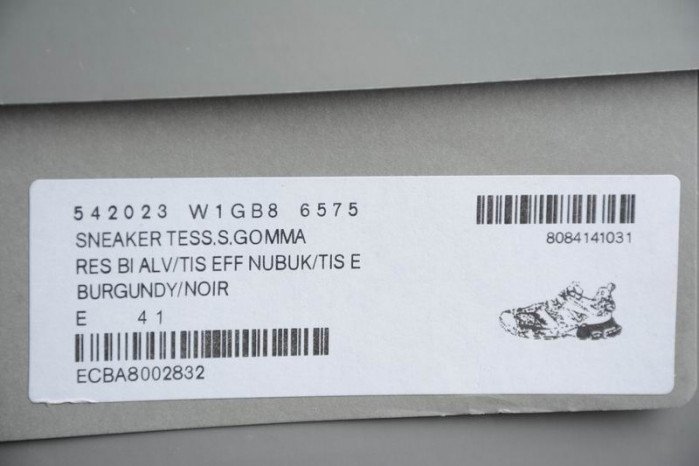 542023 W1GB8 6575
SNEAKER TESS.S.GOMMA
RES BI ALV/TIS EFF NUBUK/TIS E
BURGUNDY/NOIR
E 41
ECBA8002832
8084141031